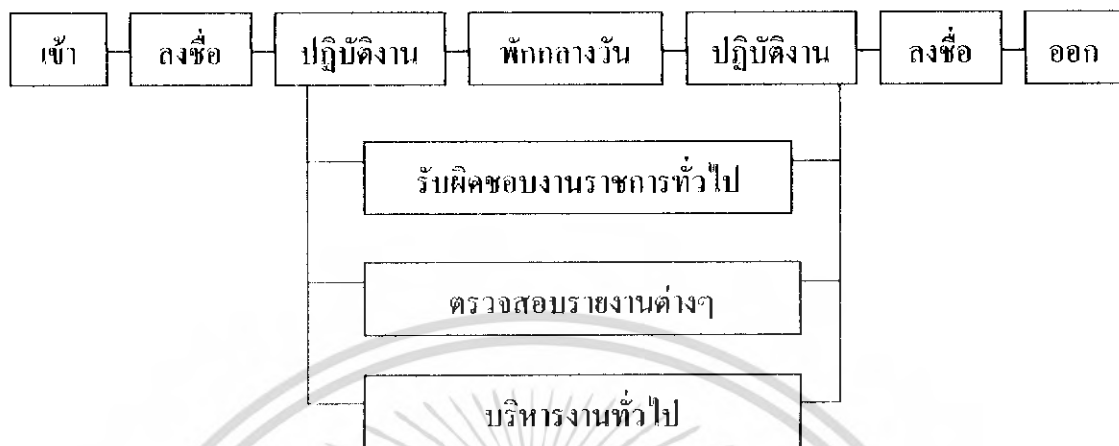 เข้า ลงชื่อ ปฏิบัติงาน พักกลางวัน ปฏิบัติงาน ลงชื่อ ออก
รับผิดชอบงานราชการทั่วไป
ตรวจสอบรายงานต่างๆ
บริหารงานทั่วไป